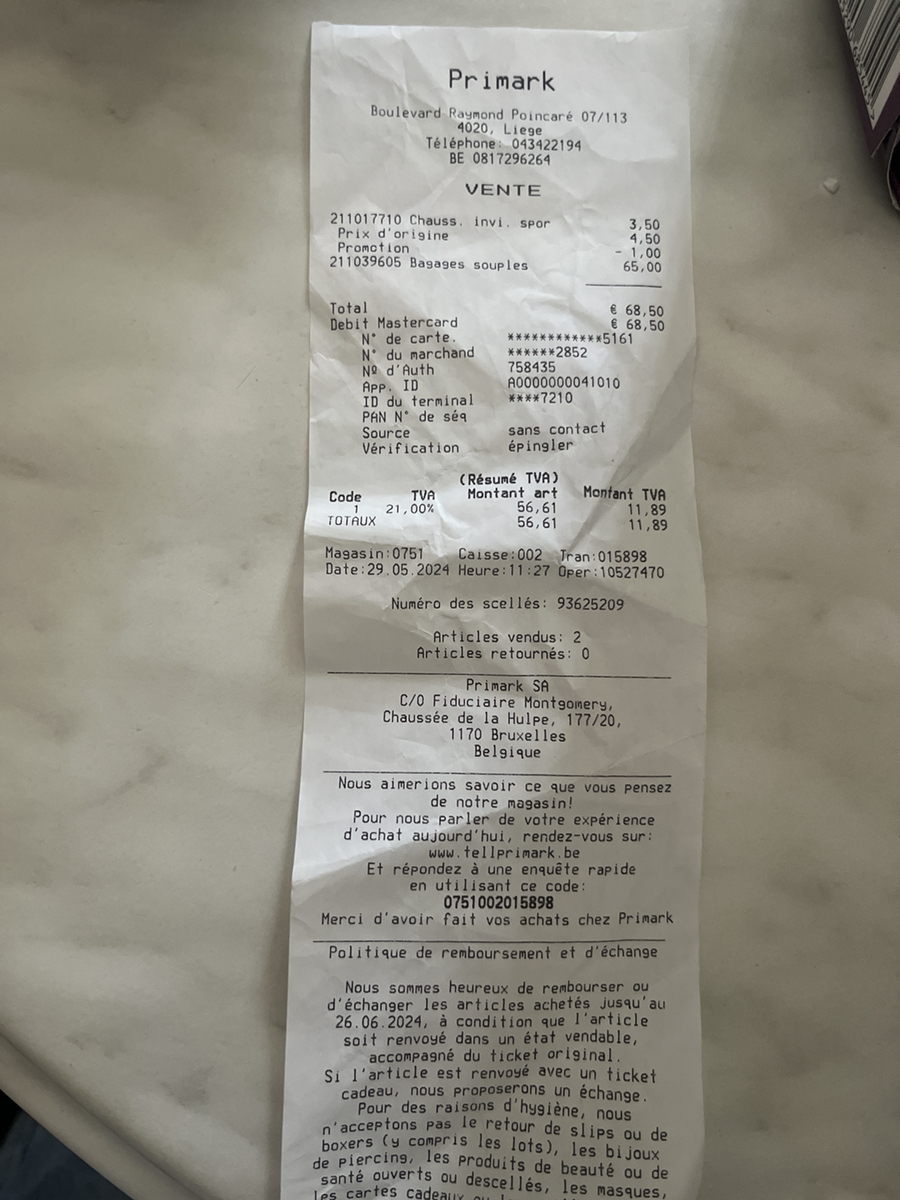 Primark
Boulevard Raymond Poincaré 07/113
4020, Liege
Téléphone: 043422194
BE 0817296264
VENTE
211017710 Chauss. invi. spor 3,50
Prix d'origine 4,50
Promotion - 1,00
211039605 Bagages souples 65,00
Total € 68,50
Debit Mastercard € 68,50
N° de carte. ************5161
N° du marchand ******2852
Nº d'Auth 758435
App. ID A0000000041010
ID du terminal ****7210
PAN N° de séq
Source sans contact
Vérification épingler
(Résumé TVA)
Code TVA Montant art Montant TVA
1 21,00% 56,61 11,89
TOTAUX 56,61 11,89
Magasin:0751 Caisse:002 Tran:015898
Date:29.05.2024 Heure:11:27 Oper:10527470
Numéro des scellés: 93625209
Articles vendus: 2
Articles retournés: 0
Primark SA
C/O Fiduciaire Montgomery,
Chaussée de la Hulpe, 177/20,
1170 Bruxelles
Belgique
Nous aimerions savoir ce que vous pensez
de notre magasin!
Pour nous parler de votre expérience
d'achat aujourd'hui, rendez-vous sur:
www.tellprimark.be
Et répondez à une enquête rapide
en utilisant ce code:
0751002015898
Merci d'avoir fait vos achats chez Primark
Politique de remboursement et d'échange
Nous sommes heureux de rembourser ou
d'échanger les articles achetés jusqu'au
26.06.2024, à condition que l'article
soit renvoyé dans un état vendable,
accompagné du ticket original.
Si l'article est renvoyé avec un ticket
cadeau, nous proposerons un échange.
Pour des raisons d'hygiène, nous
n'acceptons pas le retour de slips ou de
boxers (y compris les lots), les bijoux
de piercing, les produits de beauté ou de
santé ouverts ou descellés, les masques,
les cartes cadeaux ou